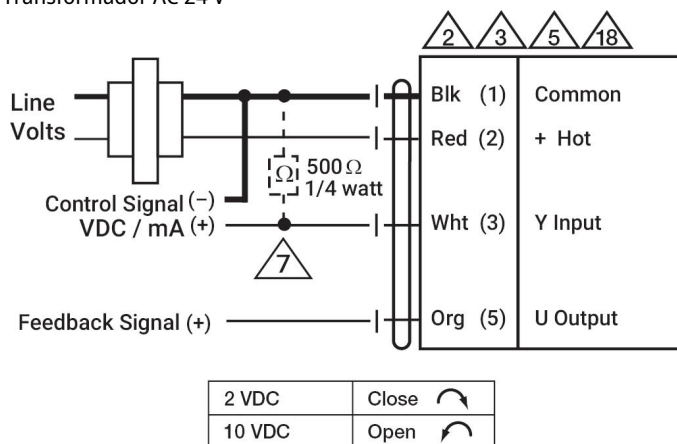 Transformador AC 24 V
2 3 5 18
Line Volts
Blk (1) Common
Red (2) + Hot
Ω 500 Ω
1/4 watt
Control Signal (−)
VDC / mA (+)
Wht (3) Y Input
7
Feedback Signal (+)
Org (5) U Output
2 VDC Close
10 VDC Open